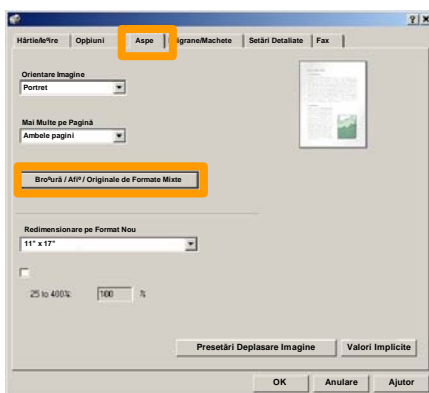 ? X
Hârtie/Ieºire Opþiuni Aspe igrane/Machete Setãri Detaliate Fax
Orientare Imagine
Portret
Mai Multe pe Pagină
Ambele pagini
Broºură / Afiº / Originale de Formate Mixte
Redimensionare pe Format Nou
11" x 17"
25 to 400%: 100 %
Presetări Deplasare Imagine Valori Implicite
OK Anulare Ajutor